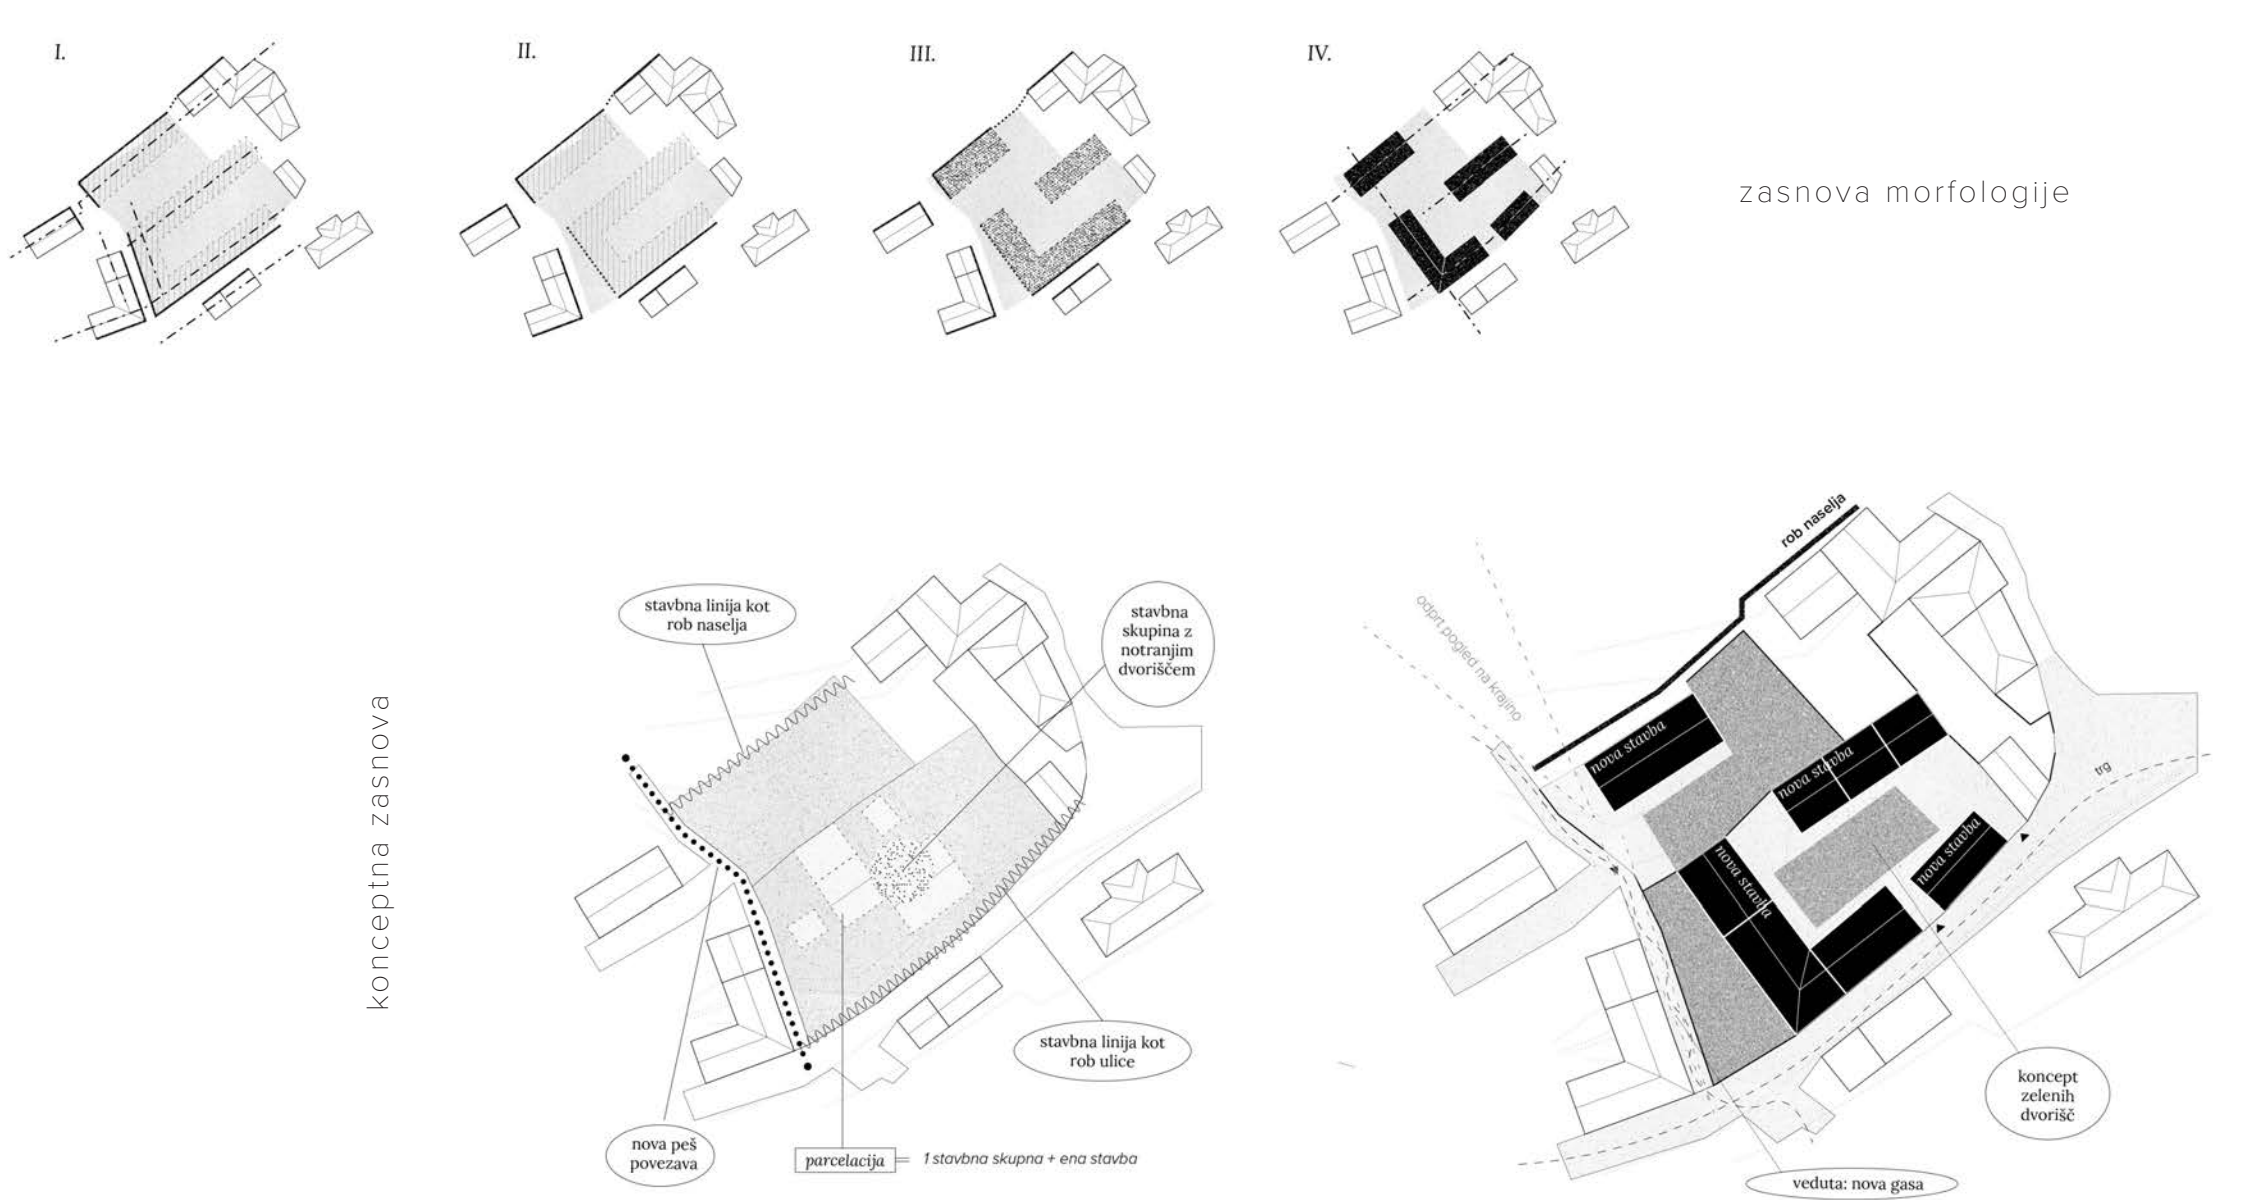 I.
II.
III.
IV.
zasnova morfologije
konceptna zasnova
stavbna linija kot
rob naselja
stavbna
skupina z
notranjim
dvoriščem
stavbna linija kot
rob ulice
nova peš
povezava
parcelacija
1 stavbna skupna + ena stavba
rob naselja
odprt pogled na krajino
nova stavba
nova stavba
nova stavba
nova stavba
trg
koncept
zelenih
dvorišč
veduta: nova gasa